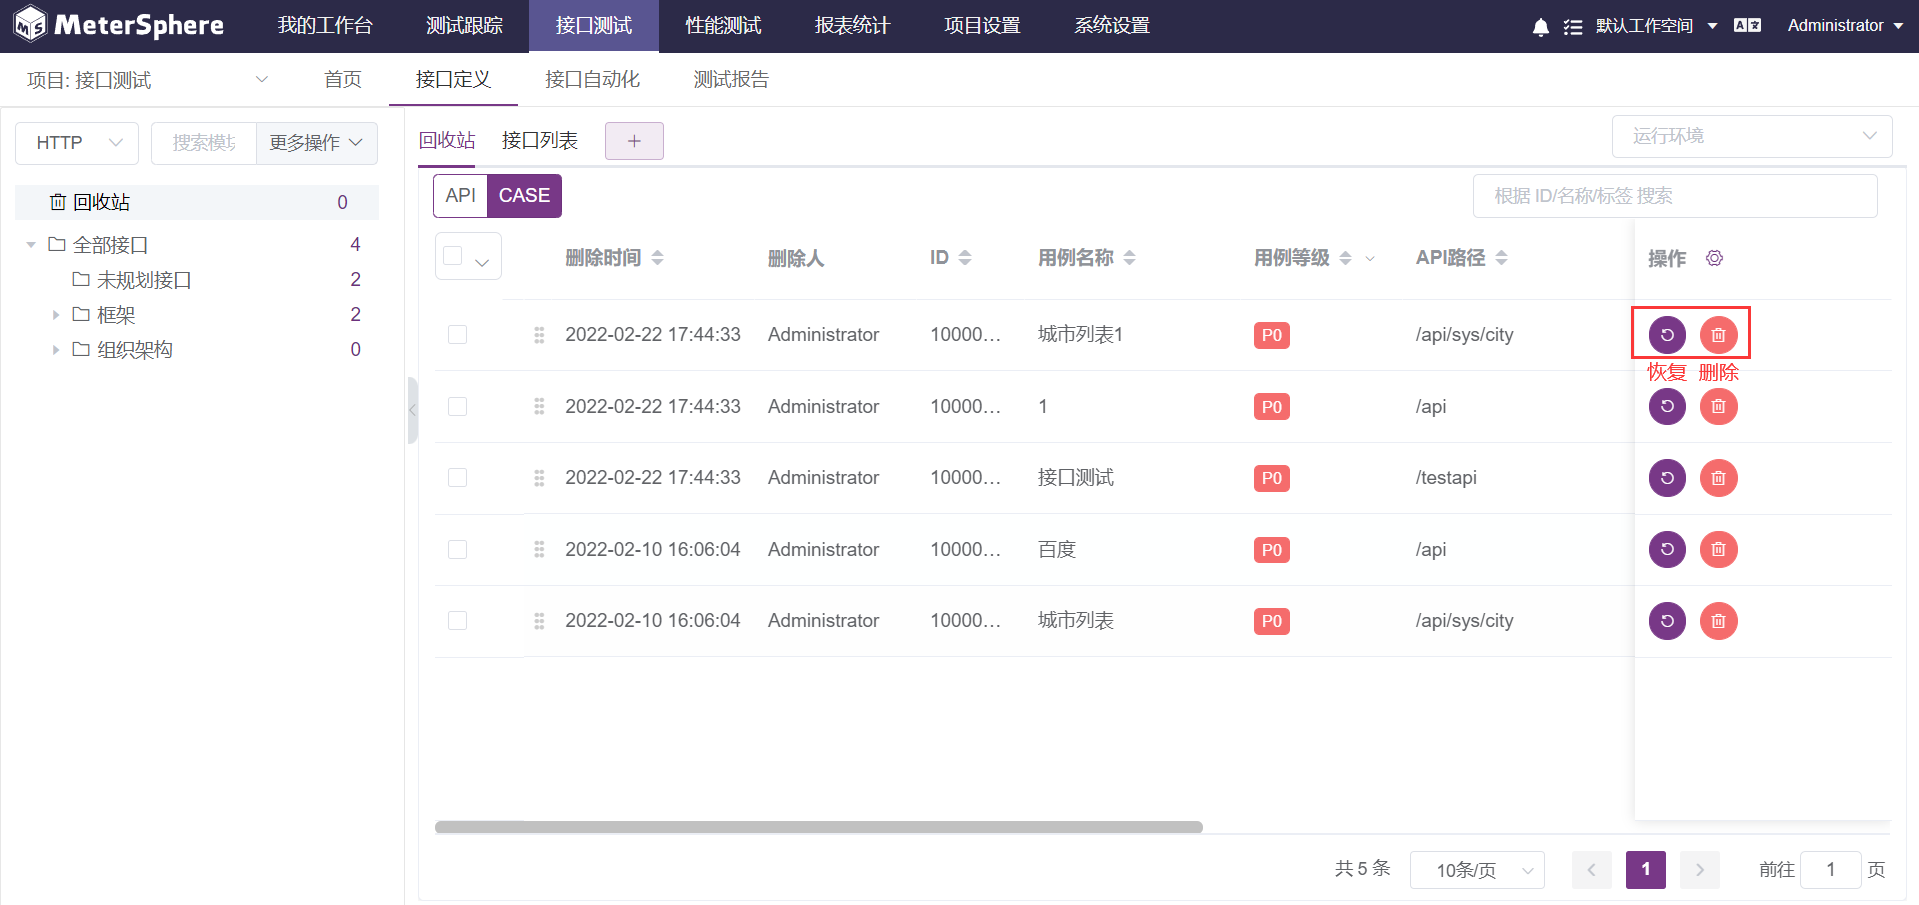 MeterSphere 我的工作台 测试跟踪 接口测试 性能测试 报表统计 项目设置 系统设置 默认工作空间 Administrator
项目: 接口测试 首页 接口定义 接口自动化 测试报告
HTTP 搜索模块 更多操作
回收站 接口列表 + 运行环境
API CASE 根据 ID/名称/标签 搜索
回收站 0
全部接口 4
未规划接口 2
框架 2
组织架构 0
删除时间 删除人 ID 用例名称 用例等级 API路径 操作
2022-02-22 17:44:33 Administrator 10000... 城市列表1 P0 /api/sys/city
恢复 删除
2022-02-22 17:44:33 Administrator 10000... 1 P0 /api
2022-02-22 17:44:33 Administrator 10000... 接口测试 P0 /testapi
2022-02-10 16:06:04 Administrator 10000... 百度 P0 /api
2022-02-10 16:06:04 Administrator 10000... 城市列表 P0 /api/sys/city
共 5 条 10条/页 1 前往 1 页